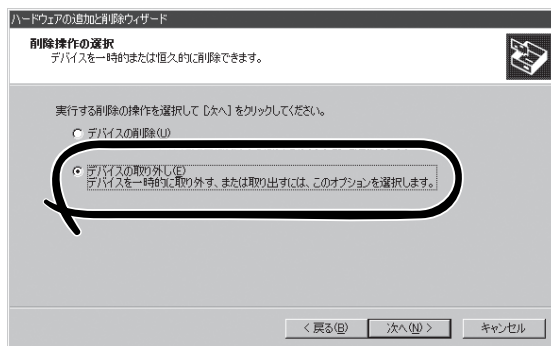 ハードウェアの追加と削除ウィザード
削除操作の選択
デバイスを一時的または恒久的に削除できます。
実行する削除の操作を選択して [次へ] をクリックしてください。
デバイスの削除(U)
デバイスの取り外し(E)
デバイスを一時的に取り外す、または取り出すには、このオプションを選択します。
< 戻る(B)
次へ(N) >
キャンセル